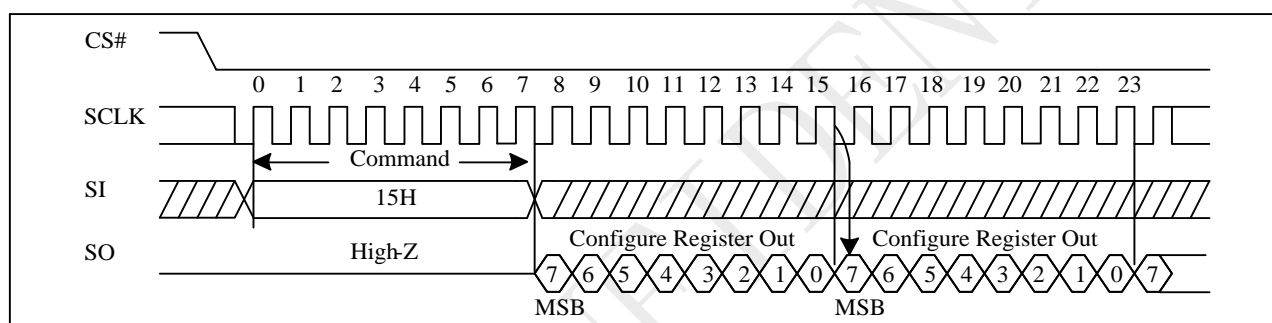 CS#
0 1 2 3 4 5 6 7 8 9 10 11 12 13 14 15 16 17 18 19 20 21 22 23
SCLK
Command
SI
15H
SO
High-Z
Configure Register Out
Configure Register Out
7 6 5 4 3 2 1 0 7 6 5 4 3 2 1 0 7
MSB
MSB